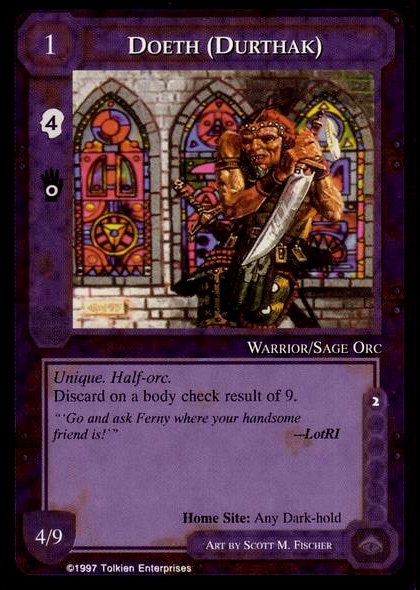 1
DOETH (DURTHAK)
4
0
WARRIOR/SAGE ORC
Unique. Half-orc.
Discard on a body check result of 9.
"'Go and ask Ferny where your handsome
friend is!'" --LotRI
2
Home Site: Any Dark-hold
4/9
ART BY SCOTT M. FISCHER
©1997 Tolkien Enterprises